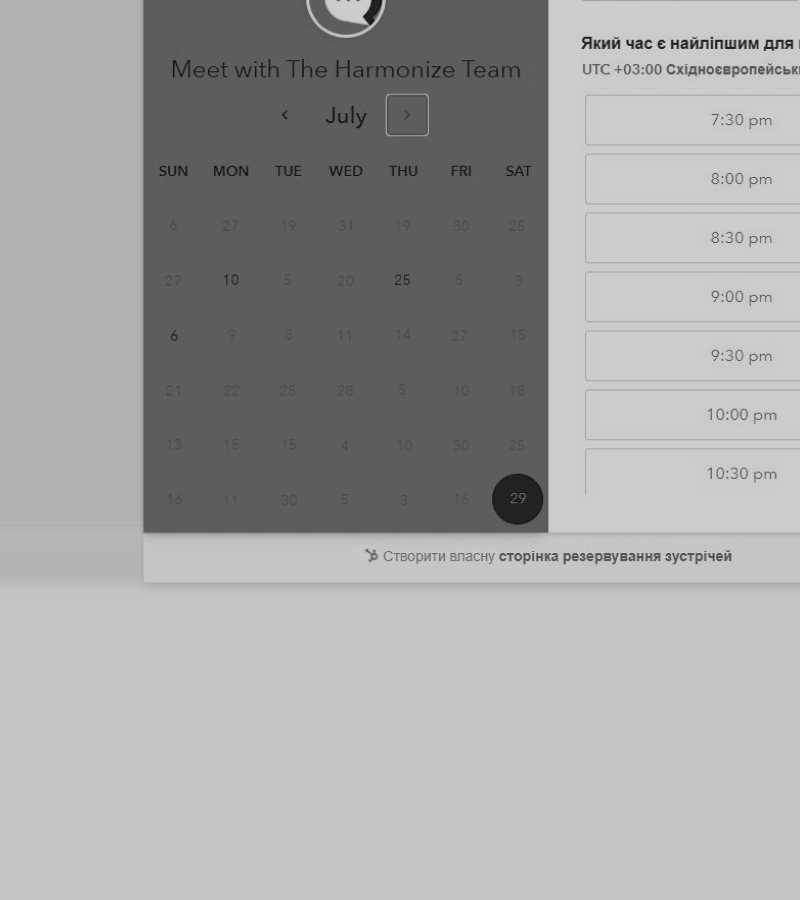 Meet with The Harmonize Team
July
SUN MON TUE WED THU FRI SAT
6 27 19 31 19 30 25
27 10 5 20 25 5 3
6 9 8 11 14 27 15
21 22 25 28 5 10 18
13 15 15 4 10 30 25
16 11 30 5 3 16 29
Який час є найліпшим для
UTC +03:00 Східноєвропейськ
7:30 pm
8:00 pm
8:30 pm
9:00 pm
9:30 pm
10:00 pm
10:30 pm
Створити власну сторінка резервування зустрічей